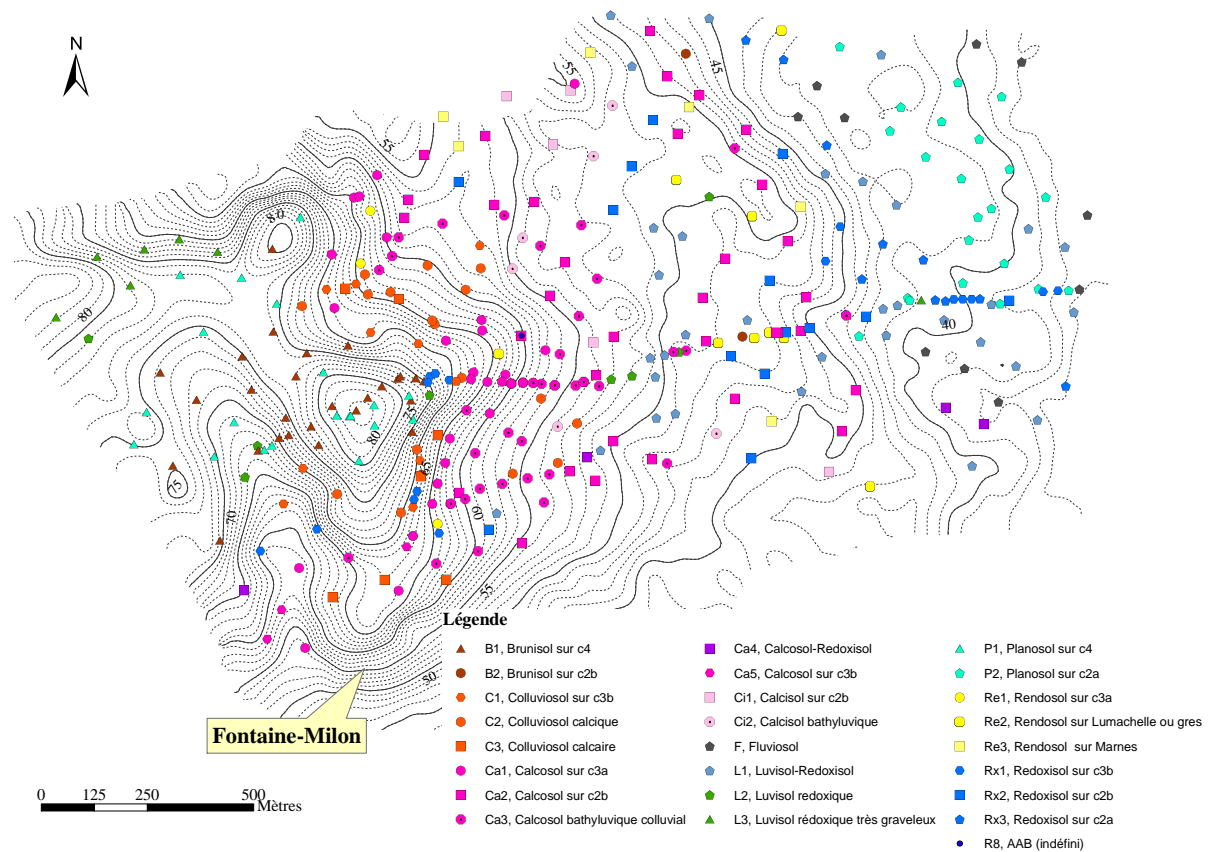 N
55
55
45
80
80
40
75
80
65
75
70
60
55
50
Légende
B1, Brunisol sur c4
B2, Brunisol sur c2b
C1, Colluviosol sur c3b
C2, Colluviosol calcique
C3, Colluviosol calcaire
Ca1, Calcosol sur c3a
Ca2, Calcosol sur c2b
Ca3, Calcosol bathyluvique colluvial
Ca4, Calcosol-Redoxisol
Ca5, Calcosol sur c3b
Ci1, Calcisol sur c2b
Ci2, Calcisol bathyluvique
F, Fluviosol
L1, Luvisol-Redoxisol
L2, Luvisol redoxique
L3, Luvisol rédoxique très graveleux
P1, Planosol sur c4
P2, Planosol sur c2a
Re1, Rendosol sur c3a
Re2, Rendosol sur Lumachelle ou gres
Re3, Rendosol sur Marnes
Rx1, Redoxisol sur c3b
Rx2, Redoxisol sur c2b
Rx3, Redoxisol sur c2a
R8, AAB (indéfini)
Fontaine-Milon
0 125 250 500
Mètres